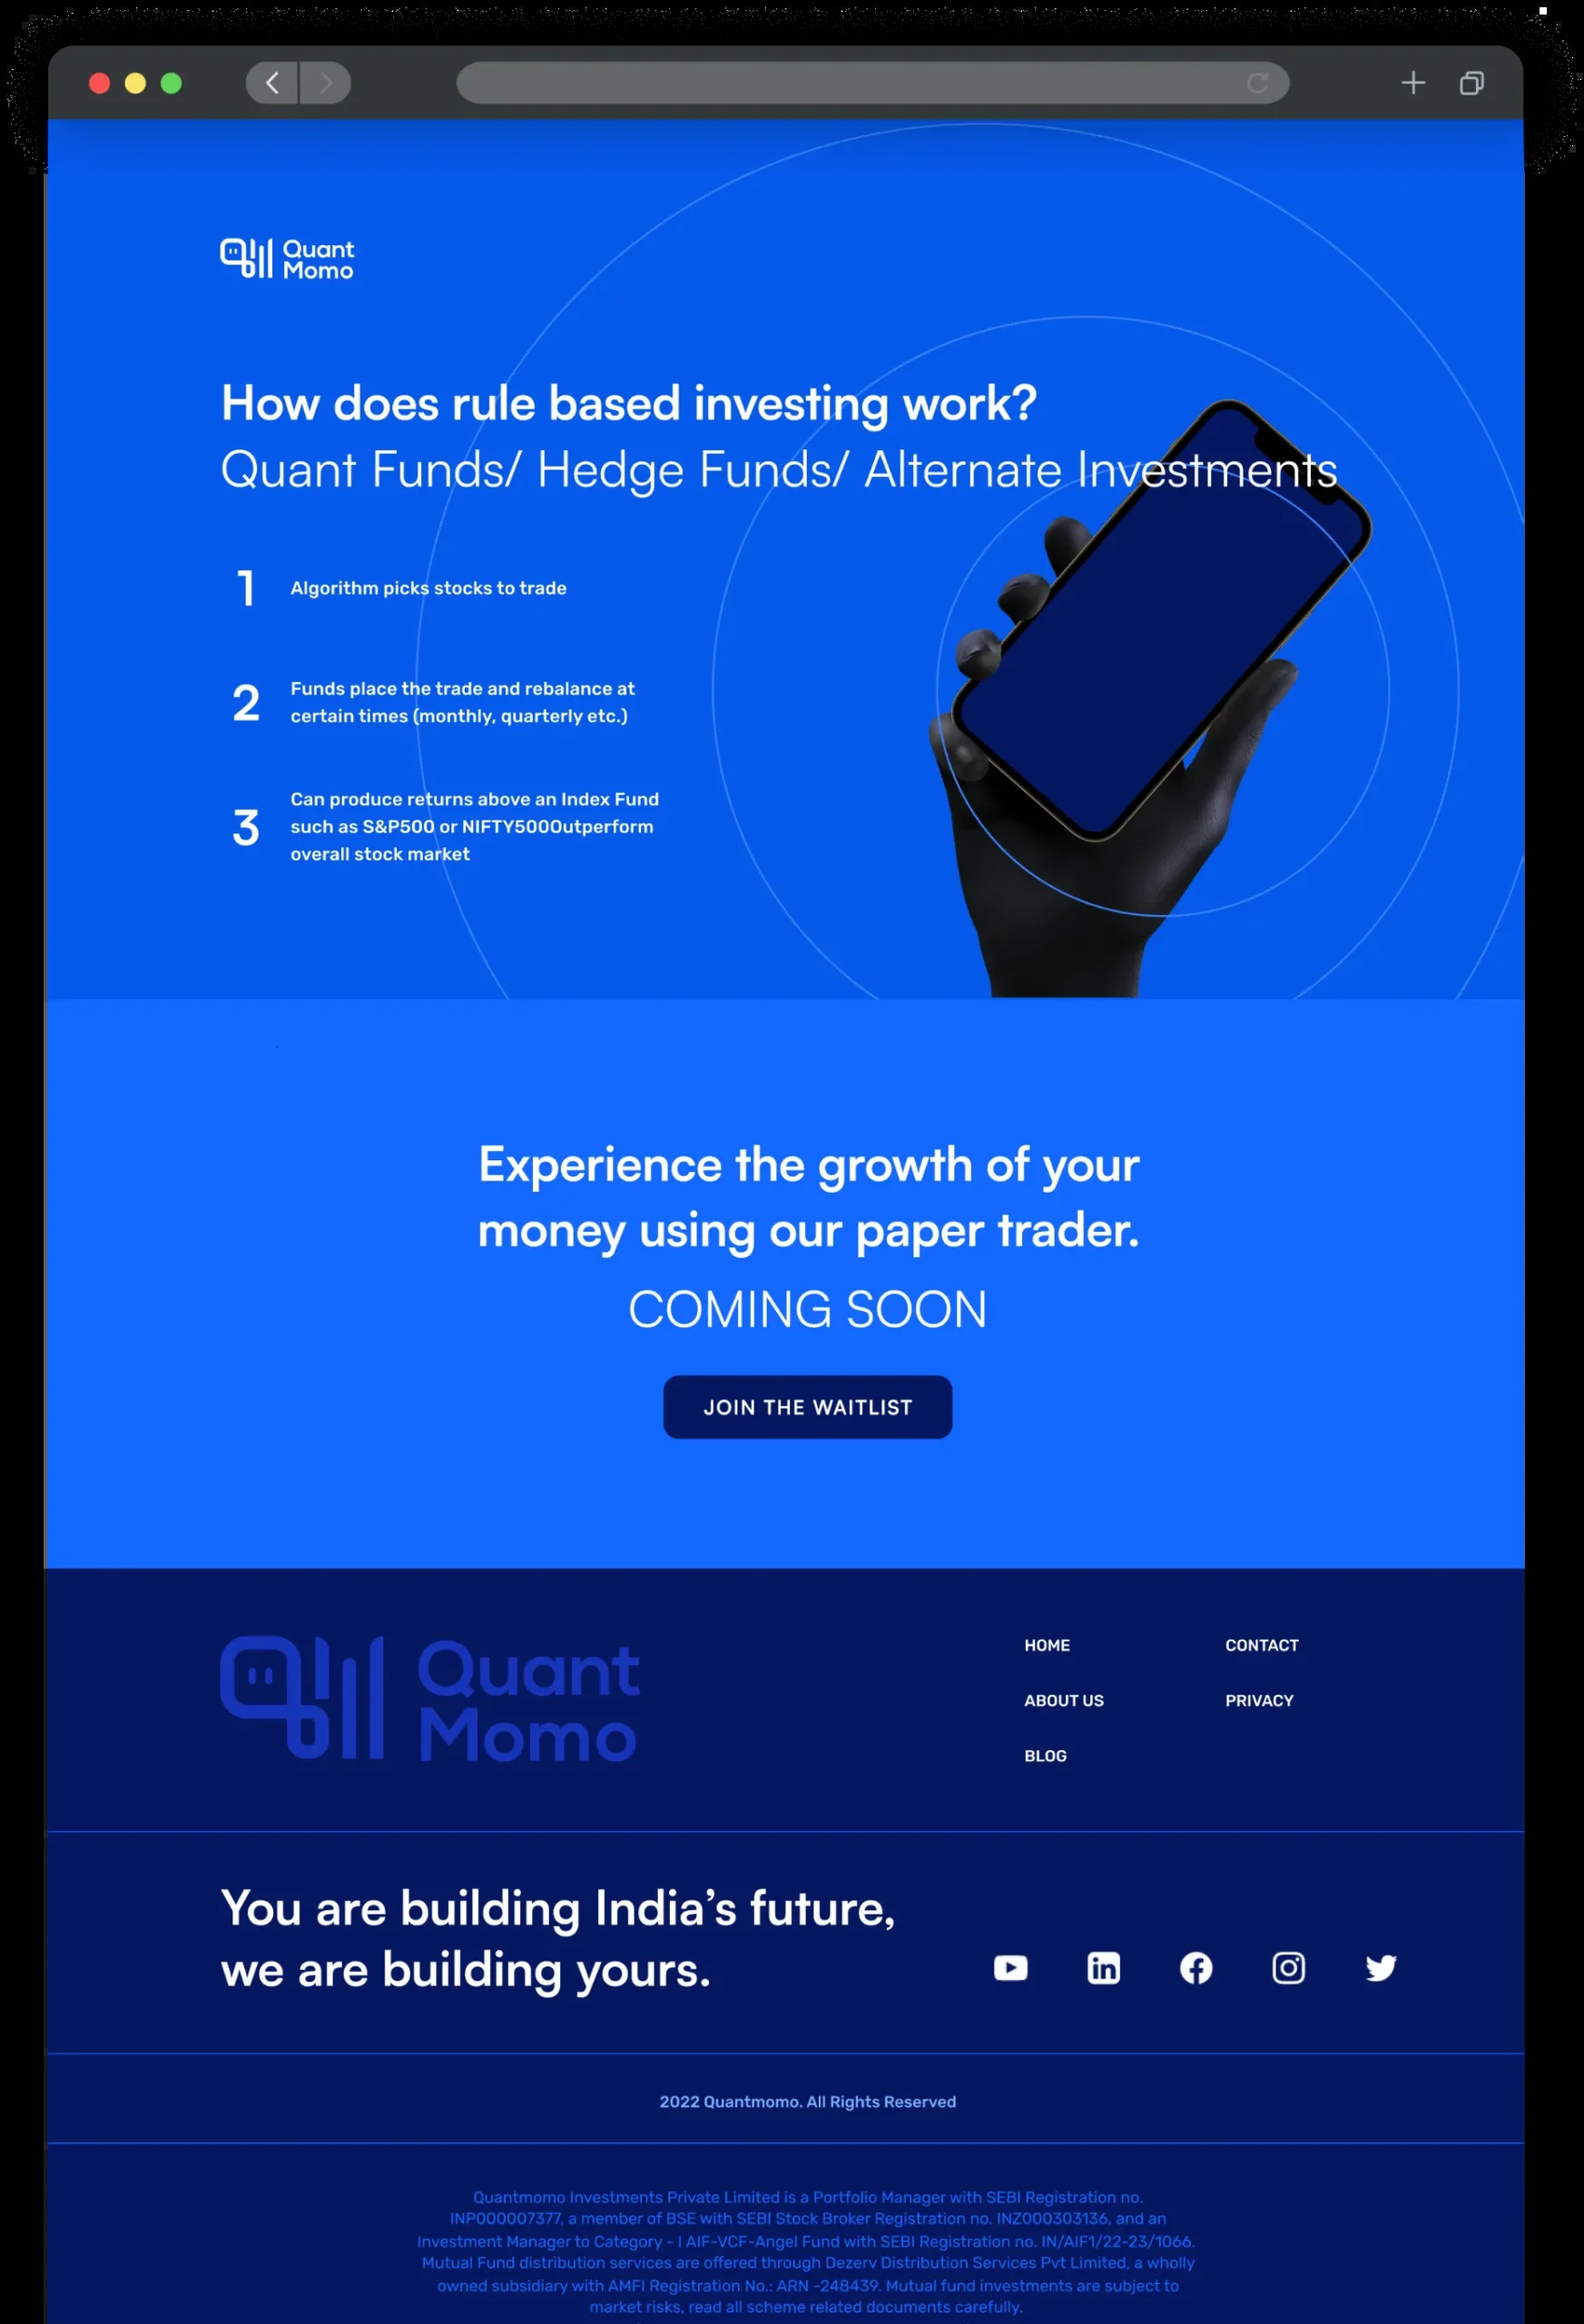 Quant
Momo
How does rule based investing work?
Quant Funds/ Hedge Funds/ Alternate Investments
1
Algorithm picks stocks to trade
2
Funds place the trade and rebalance at
certain times (monthly, quarterly etc.)
3
Can produce returns above an Index Fund
such as S&P500 or NIFTY500Outperform
overall stock market
Experience the growth of your
money using our paper trader.
COMING SOON
JOIN THE WAITLIST
Quant
Momo
HOME
CONTACT
ABOUT US
PRIVACY
BLOG
You are building India’s future,
we are building yours.
2022 Quantmomo. All Rights Reserved
Quantmomo Investments Private Limited is a Portfolio Manager with SEBI Registration no.
INP000007377, a member of BSE with SEBI Stock Broker Registration no. INZ000303136, and an
Investment Manager to Category - I AIF-VCF-Angel Fund with SEBI Registration no. IN/AIF1/22-23/1066.
Mutual Fund distribution services are offered through Dezerv Distribution Services Pvt Limited, a wholly
owned subsidiary with AMFI Registration No.: ARN -248439. Mutual fund investments are subject to
market risks, read all scheme related documents carefully.